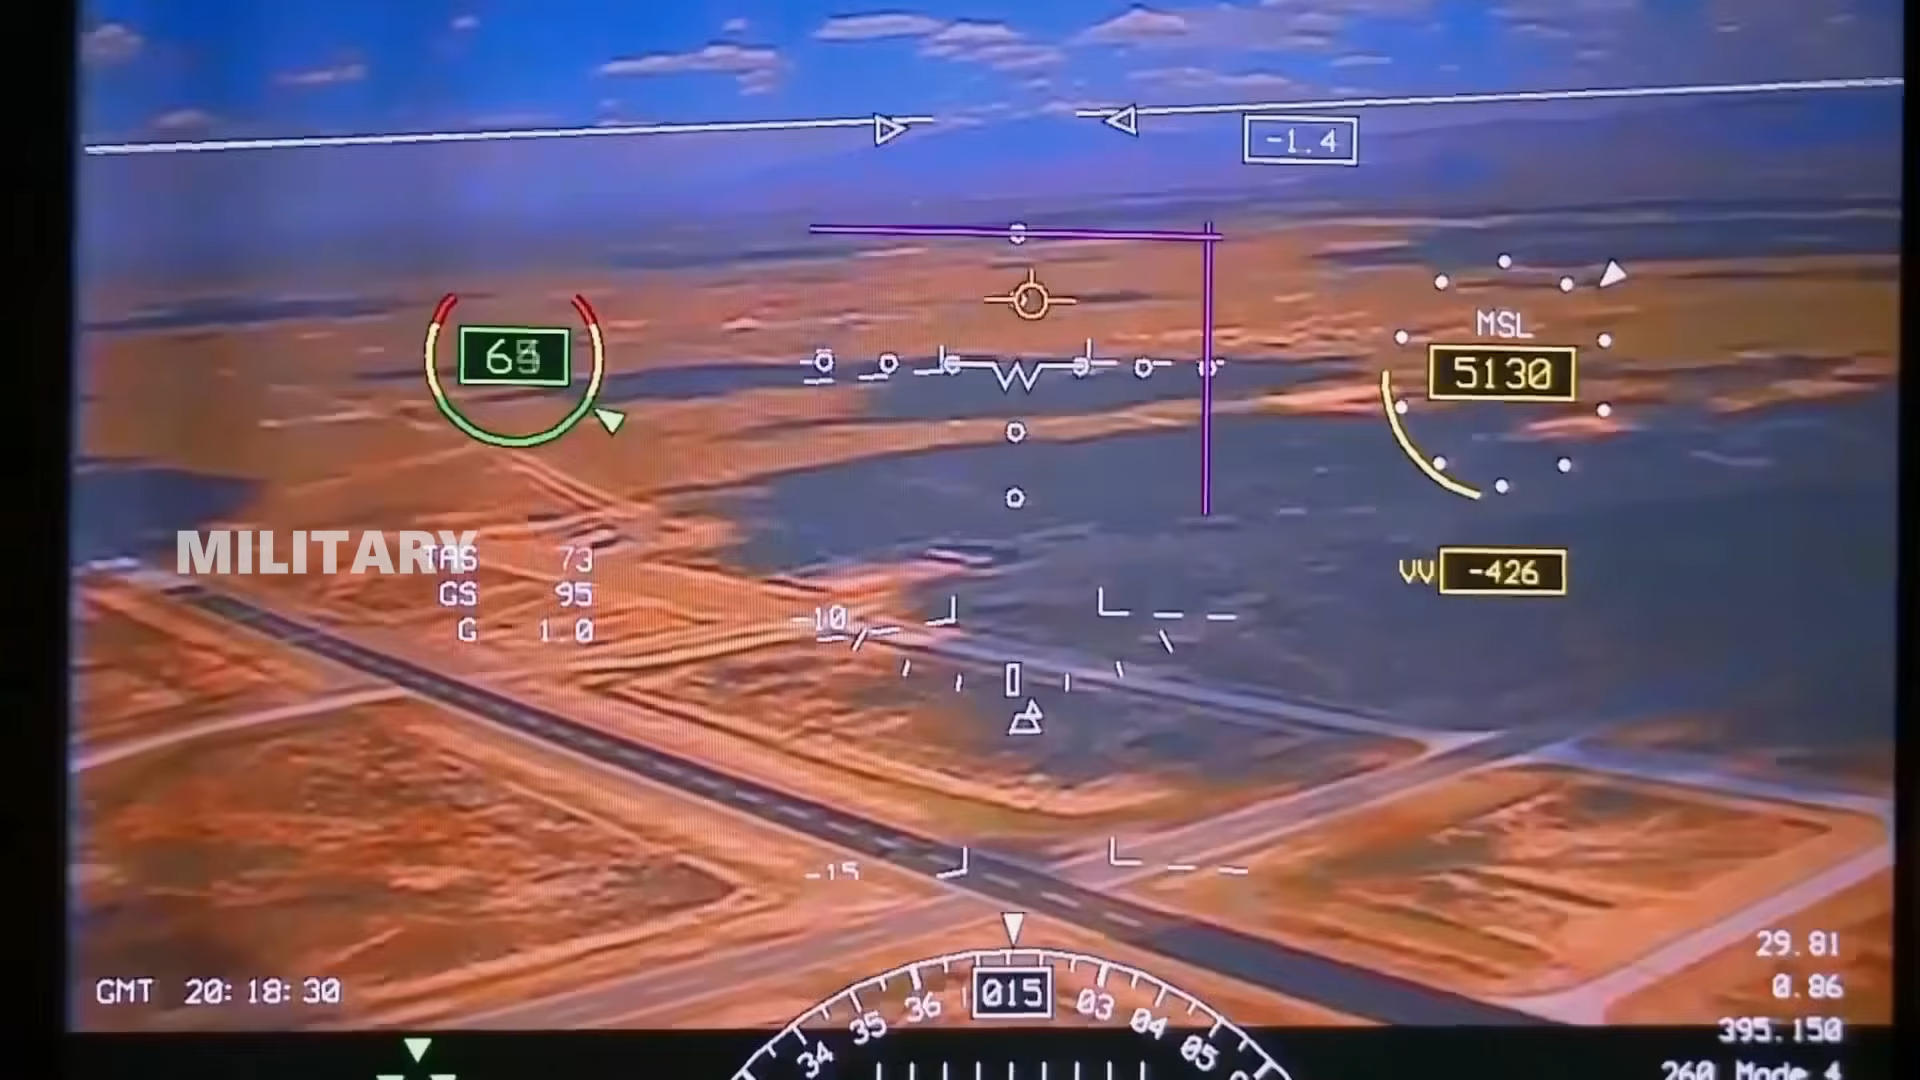 -1.4
MSL
5130
MILITARY
TAS 73
GS 95
G 1.0
VV -426
-10
-15
29.81
GMT 20:18:30
0.86
015
36
03
35
04
34
05
395.150
260 Mode 4